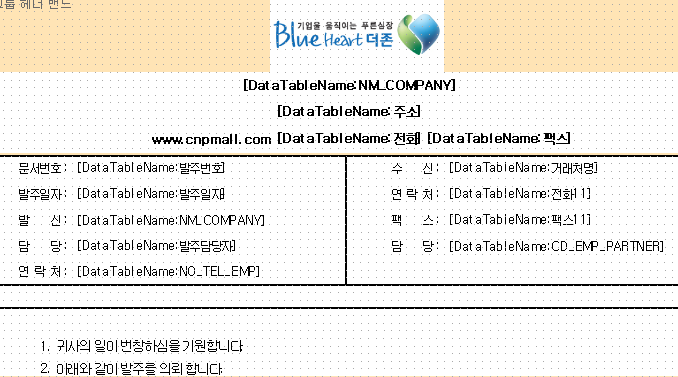 그룹 헤더 밴드
기업을 움직이는 푸른심장
Blue Heart 더존
[DataTableName:NM_COMPANY]
[DataTableName:주소]
www.cnpmall.com [DataTableName:전화] [DataTableName:팩스]
문서번호: [DataTableName:발주번호]
수 신: [DataTableName:거래처명]
발주일자: [DataTableName:발주일자]
연 락 처: [DataTableName:전화11]
발 신: [DataTableName:NM_COMPANY]
팩 스: [DataTableName:팩스11]
담 당: [DataTableName:발주담당자]
담 당: [DataTableName:CD_EMP_PARTNER]
연 락 처: [DataTableName:NO_TEL_EMP]
1. 귀사의 일이 번창하심을 기원합니다
2. 아래와 같이 발주를 의뢰 합니다.